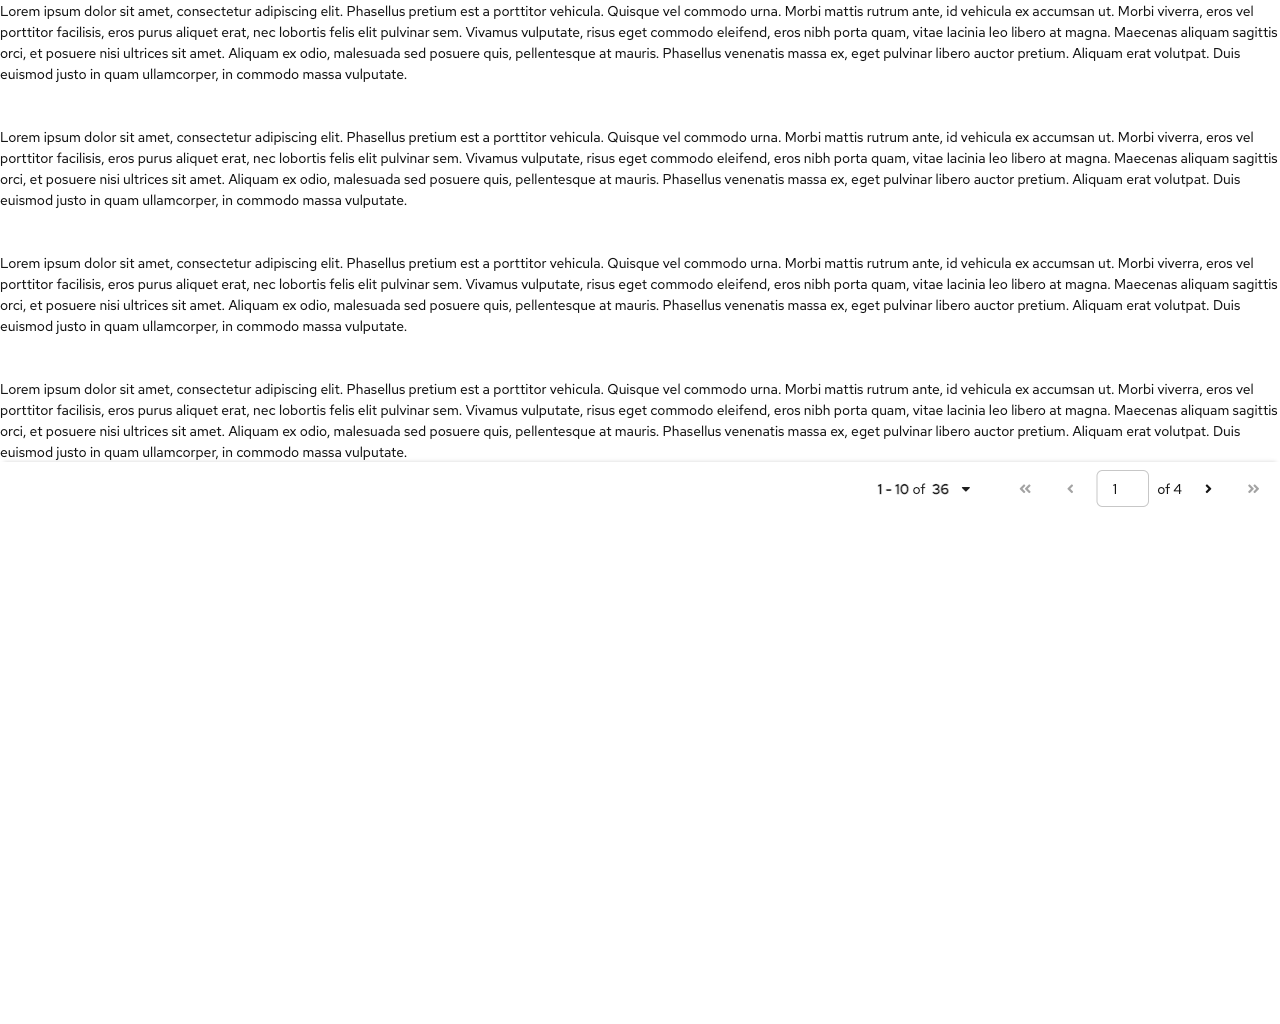 Lorem ipsum dolor sit amet, consectetur adipiscing elit. Phasellus pretium est a porttitor vehicula. Quisque vel commodo urna. Morbi mattis rutrum ante, id vehicula ex accumsan ut. Morbi viverra, eros vel
porttitor facilisis, eros purus aliquet erat, nec lobortis felis elit pulvinar sem. Vivamus vulputate, risus eget commodo eleifend, eros nibh porta quam, vitae lacinia leo libero at magna. Maecenas aliquam sagittis
orci, et posuere nisi ultrices sit amet. Aliquam ex odio, malesuada sed posuere quis, pellentesque at mauris. Phasellus venenatis massa ex, eget pulvinar libero auctor pretium. Aliquam erat volutpat. Duis
euismod justo in quam ullamcorper, in commodo massa vulputate.
Lorem ipsum dolor sit amet, consectetur adipiscing elit. Phasellus pretium est a porttitor vehicula. Quisque vel commodo urna. Morbi mattis rutrum ante, id vehicula ex accumsan ut. Morbi viverra, eros vel
porttitor facilisis, eros purus aliquet erat, nec lobortis felis elit pulvinar sem. Vivamus vulputate, risus eget commodo eleifend, eros nibh porta quam, vitae lacinia leo libero at magna. Maecenas aliquam sagittis
orci, et posuere nisi ultrices sit amet. Aliquam ex odio, malesuada sed posuere quis, pellentesque at mauris. Phasellus venenatis massa ex, eget pulvinar libero auctor pretium. Aliquam erat volutpat. Duis
euismod justo in quam ullamcorper, in commodo massa vulputate.
Lorem ipsum dolor sit amet, consectetur adipiscing elit. Phasellus pretium est a porttitor vehicula. Quisque vel commodo urna. Morbi mattis rutrum ante, id vehicula ex accumsan ut. Morbi viverra, eros vel
porttitor facilisis, eros purus aliquet erat, nec lobortis felis elit pulvinar sem. Vivamus vulputate, risus eget commodo eleifend, eros nibh porta quam, vitae lacinia leo libero at magna. Maecenas aliquam sagittis
orci, et posuere nisi ultrices sit amet. Aliquam ex odio, malesuada sed posuere quis, pellentesque at mauris. Phasellus venenatis massa ex, eget pulvinar libero auctor pretium. Aliquam erat volutpat. Duis
euismod justo in quam ullamcorper, in commodo massa vulputate.
Lorem ipsum dolor sit amet, consectetur adipiscing elit. Phasellus pretium est a porttitor vehicula. Quisque vel commodo urna. Morbi mattis rutrum ante, id vehicula ex accumsan ut. Morbi viverra, eros vel
porttitor facilisis, eros purus aliquet erat, nec lobortis felis elit pulvinar sem. Vivamus vulputate, risus eget commodo eleifend, eros nibh porta quam, vitae lacinia leo libero at magna. Maecenas aliquam sagittis
orci, et posuere nisi ultrices sit amet. Aliquam ex odio, malesuada sed posuere quis, pellentesque at mauris. Phasellus venenatis massa ex, eget pulvinar libero auctor pretium. Aliquam erat volutpat. Duis
euismod justo in quam ullamcorper, in commodo massa vulputate.
1 - 10 of 36 1 of 4